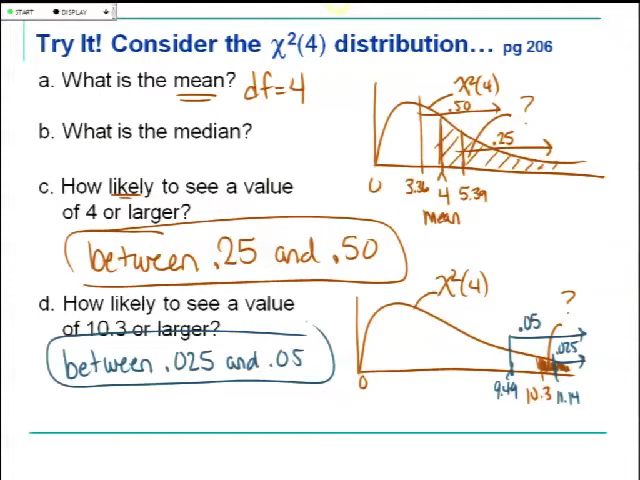 START DISPLAY
Try It! Consider the χ²(4) distribution... pg 206
a. What is the mean? df=4
b. What is the median?
c. How likely to see a value
of 4 or larger?
between .25 and .50
χ²(4)
.50 ?
.25
0 3.36 4 5.39
mean
d. How likely to see a value
of 10.3 or larger?
between .025 and .05
χ²(4) ?
.05
.025
0 9.49 10.3 11.14